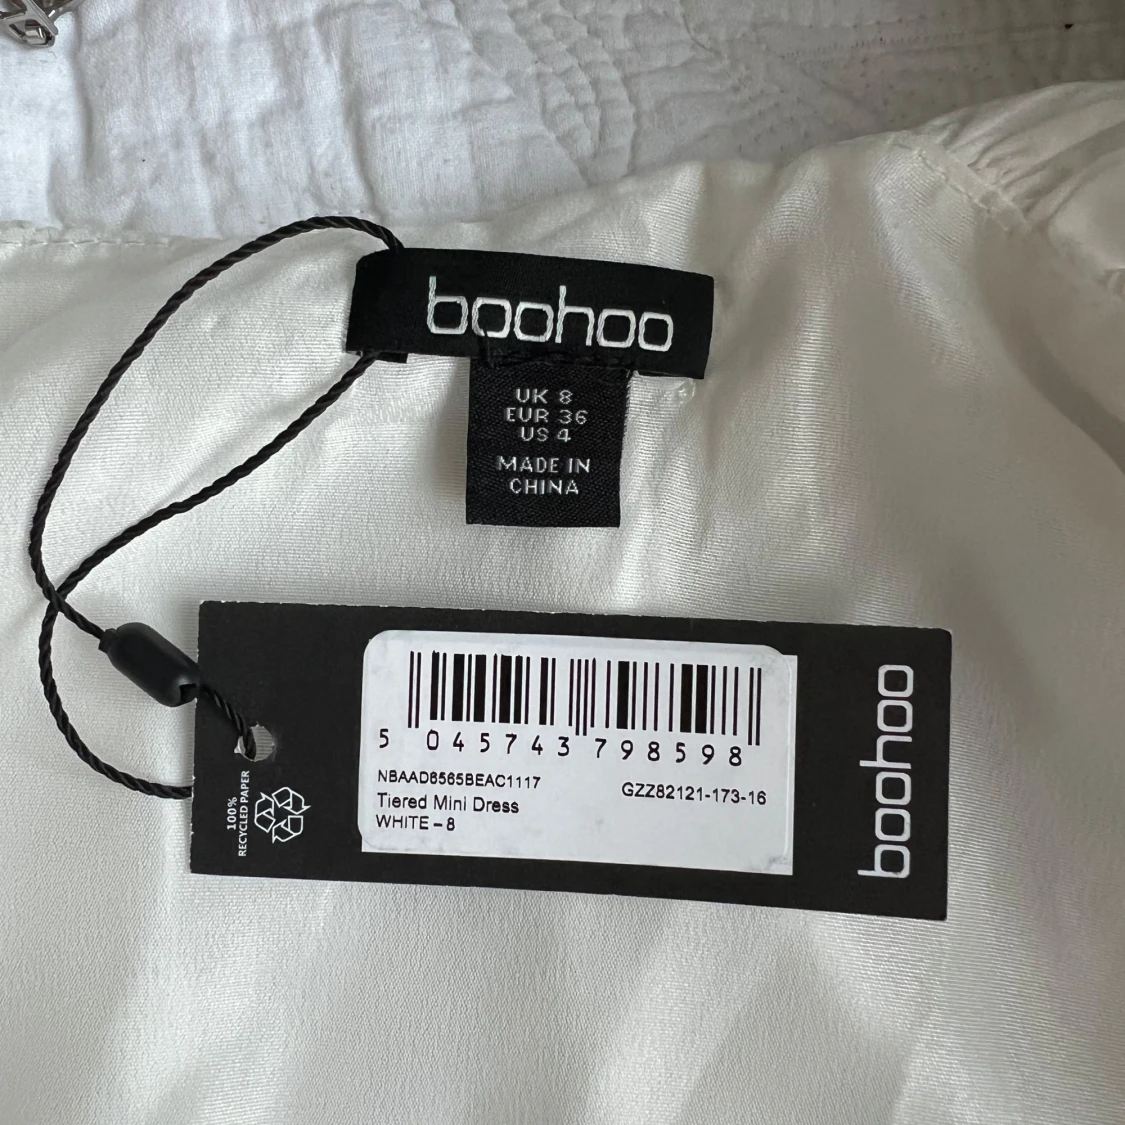 boohoo
UK 8
EUR 36
US 4
MADE IN
CHINA
5 045743 798598
NBAAD8565BEAC1117
GZZ82121-173-16
Tiered Mini Dress
WHITE – 8
100%
RECYCLED PAPER
boohoo